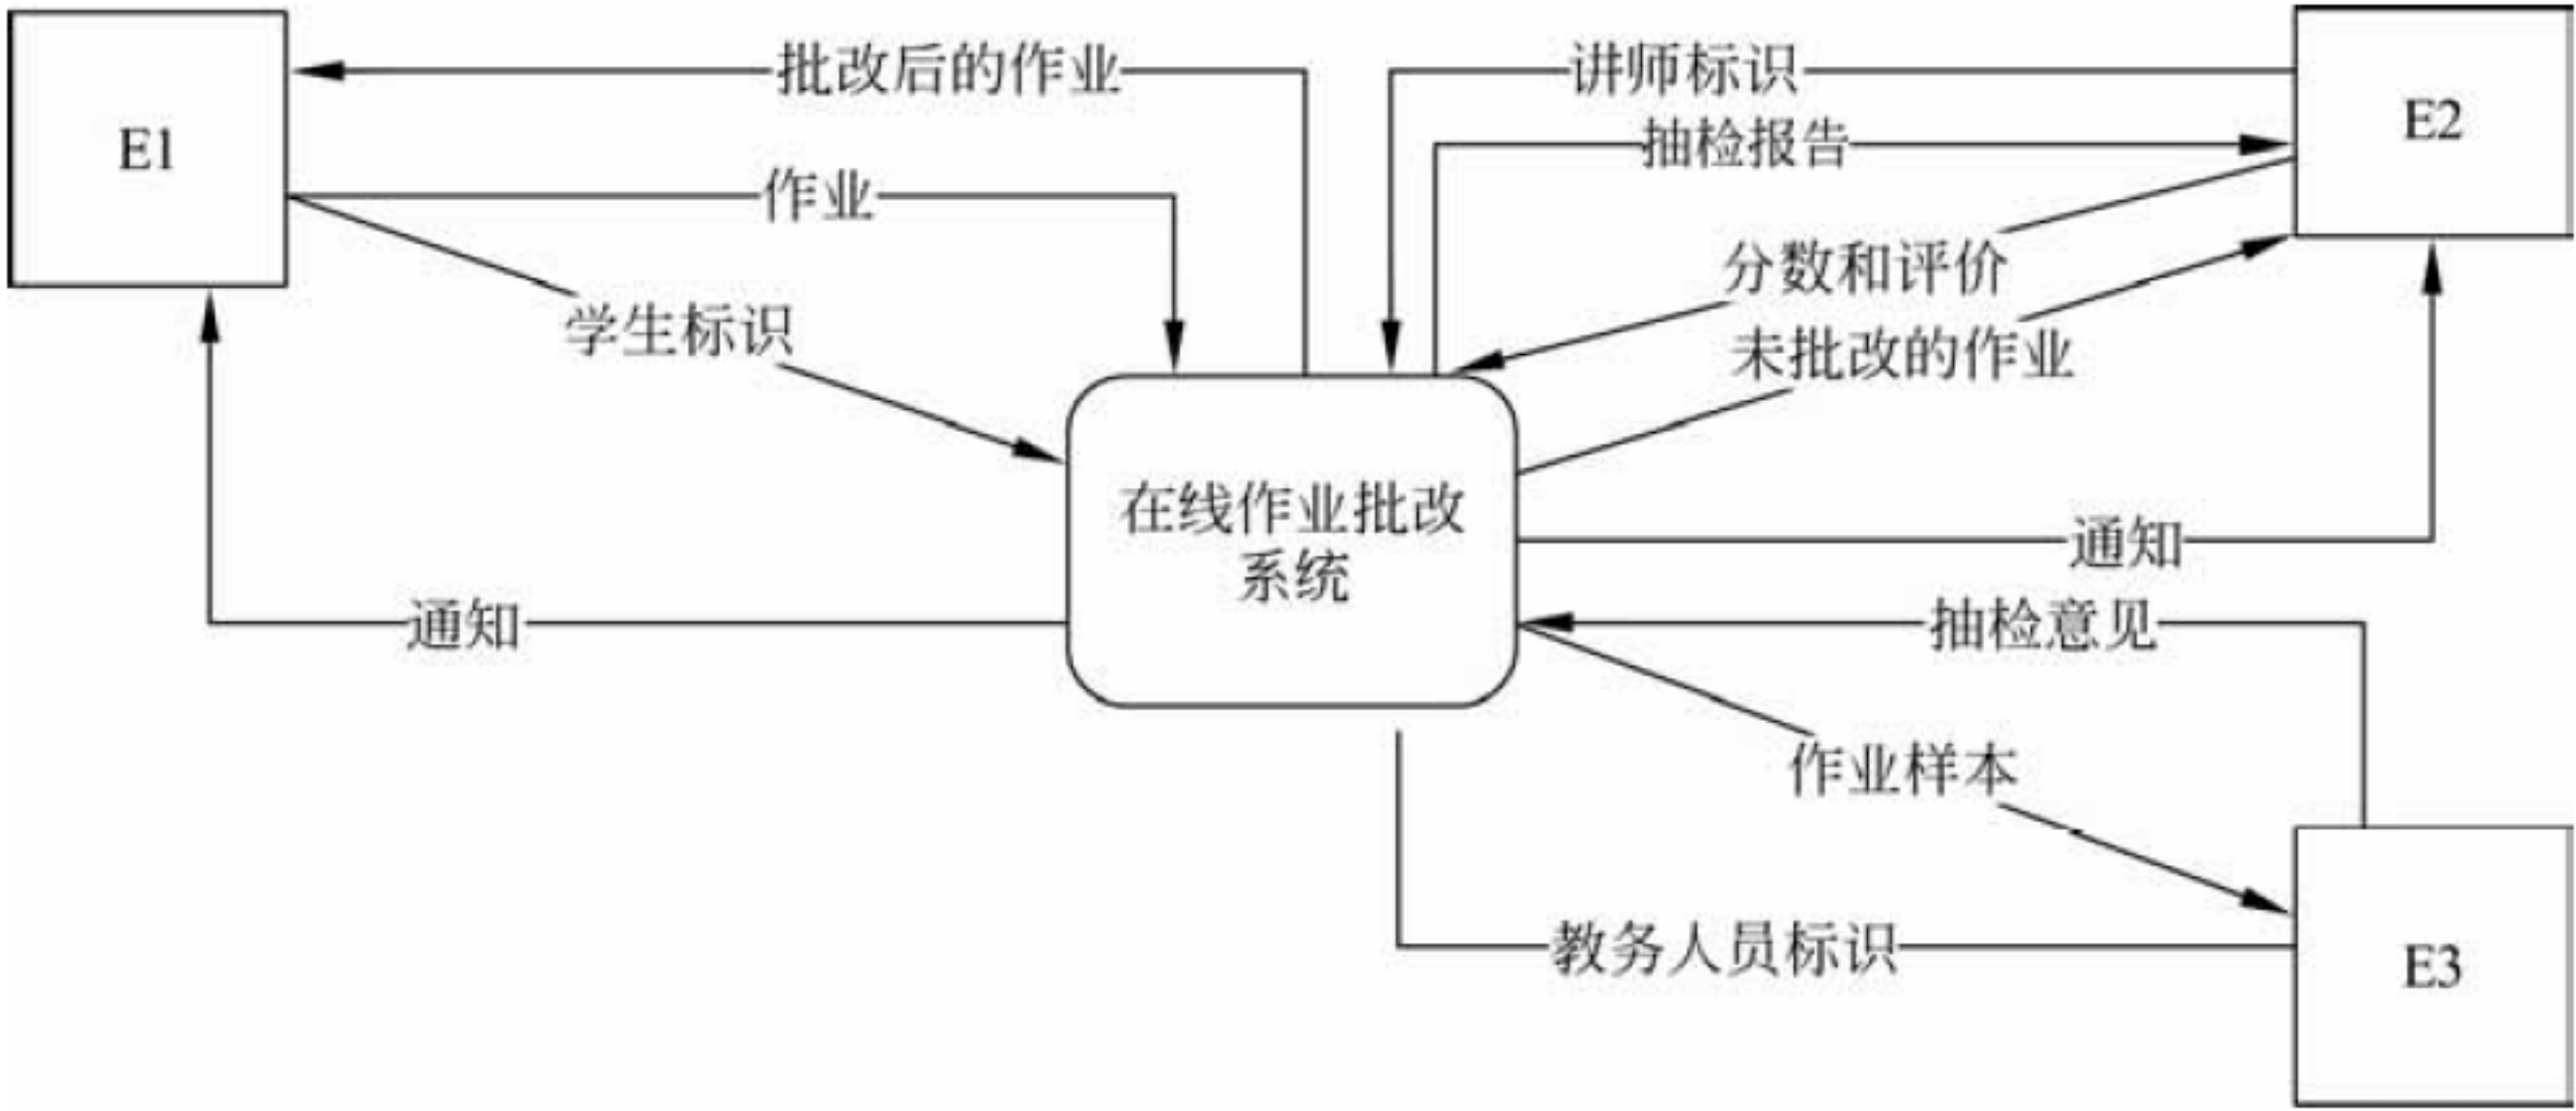 批改后的作业
讲师标识
E1
E2
抽检报告
作业
分数和评价
学生标识
未批改的作业
在线作业批改
系统
通知
通知
抽检意见
作业样本
教务人员标识
E3